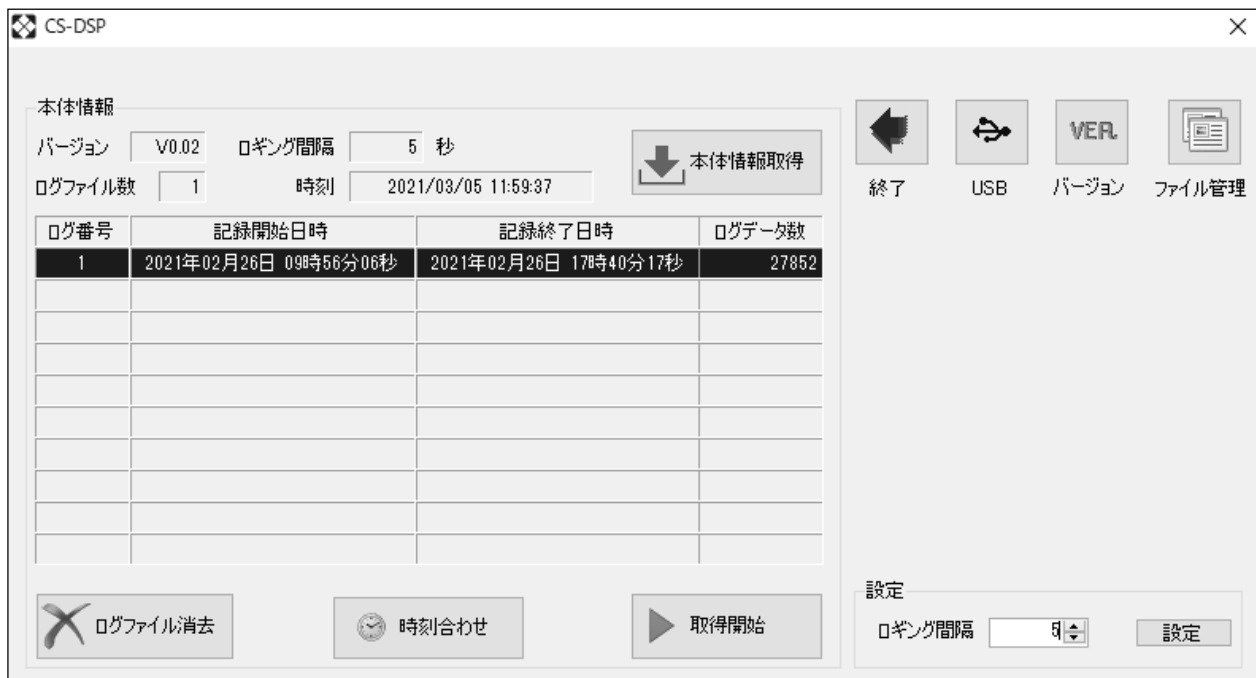 CS-DSP
本体情報
バージョン V0.02 ロギング間隔 5 秒
本体情報取得
ログファイル数 1 時刻 2021/03/05 11:59:37
VER.
終了 USB バージョン ファイル管理
ログ番号 記録開始日時 記録終了日時 ログデータ数
1 2021年02月26日 09時56分06秒 2021年02月26日 17時40分17秒 27852
ログファイル消去 時刻合わせ 取得開始
設定
ロギング間隔 5 設定